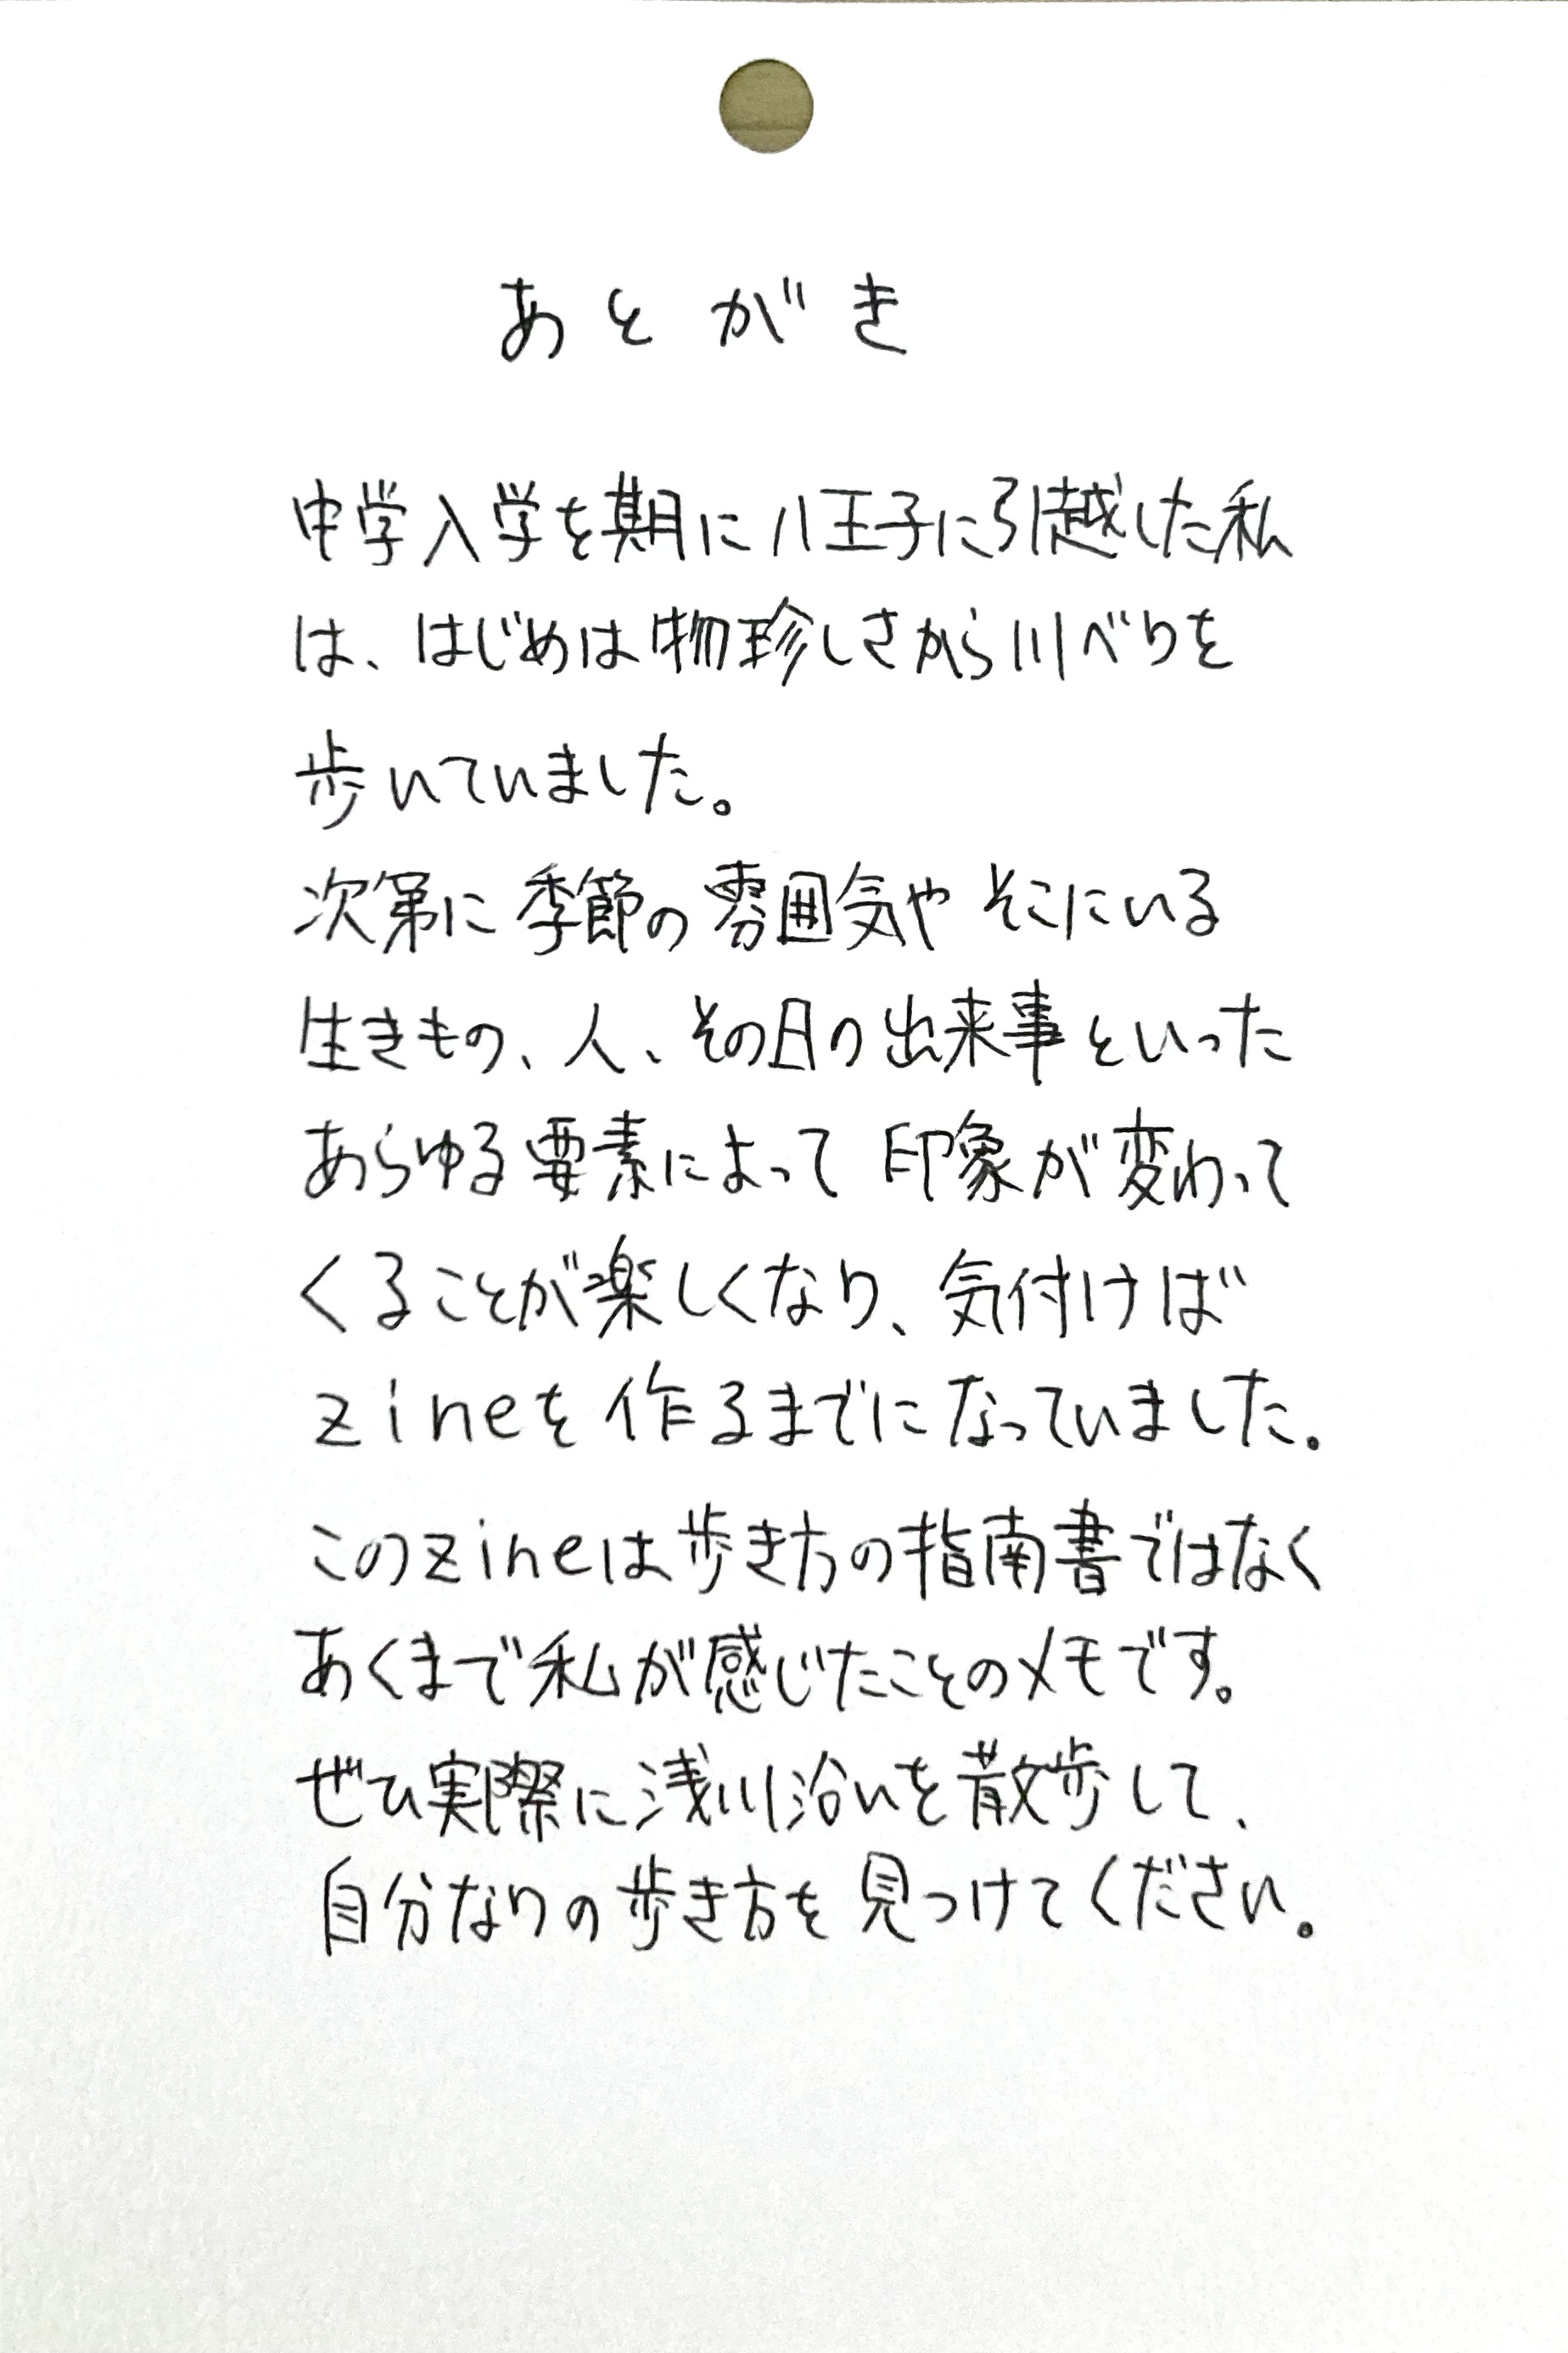 あとがき
中学入学を期に八王子に引越した私
は、はじめは物珍しさから川べりを
歩いていました。
次第に季節の雰囲気やそこにいる
生きもの、人、その日の出来事といった
あらゆる要素によって印象が変わって
くることが楽しくなり、気付けば
zineを作るまでになっていました。
このzineは歩き方の指南書ではなく
あくまで私が感じたことのメモです。
ぜひ実際に浅川沿いを散歩して、
自分なりの歩き方を見つけてください。